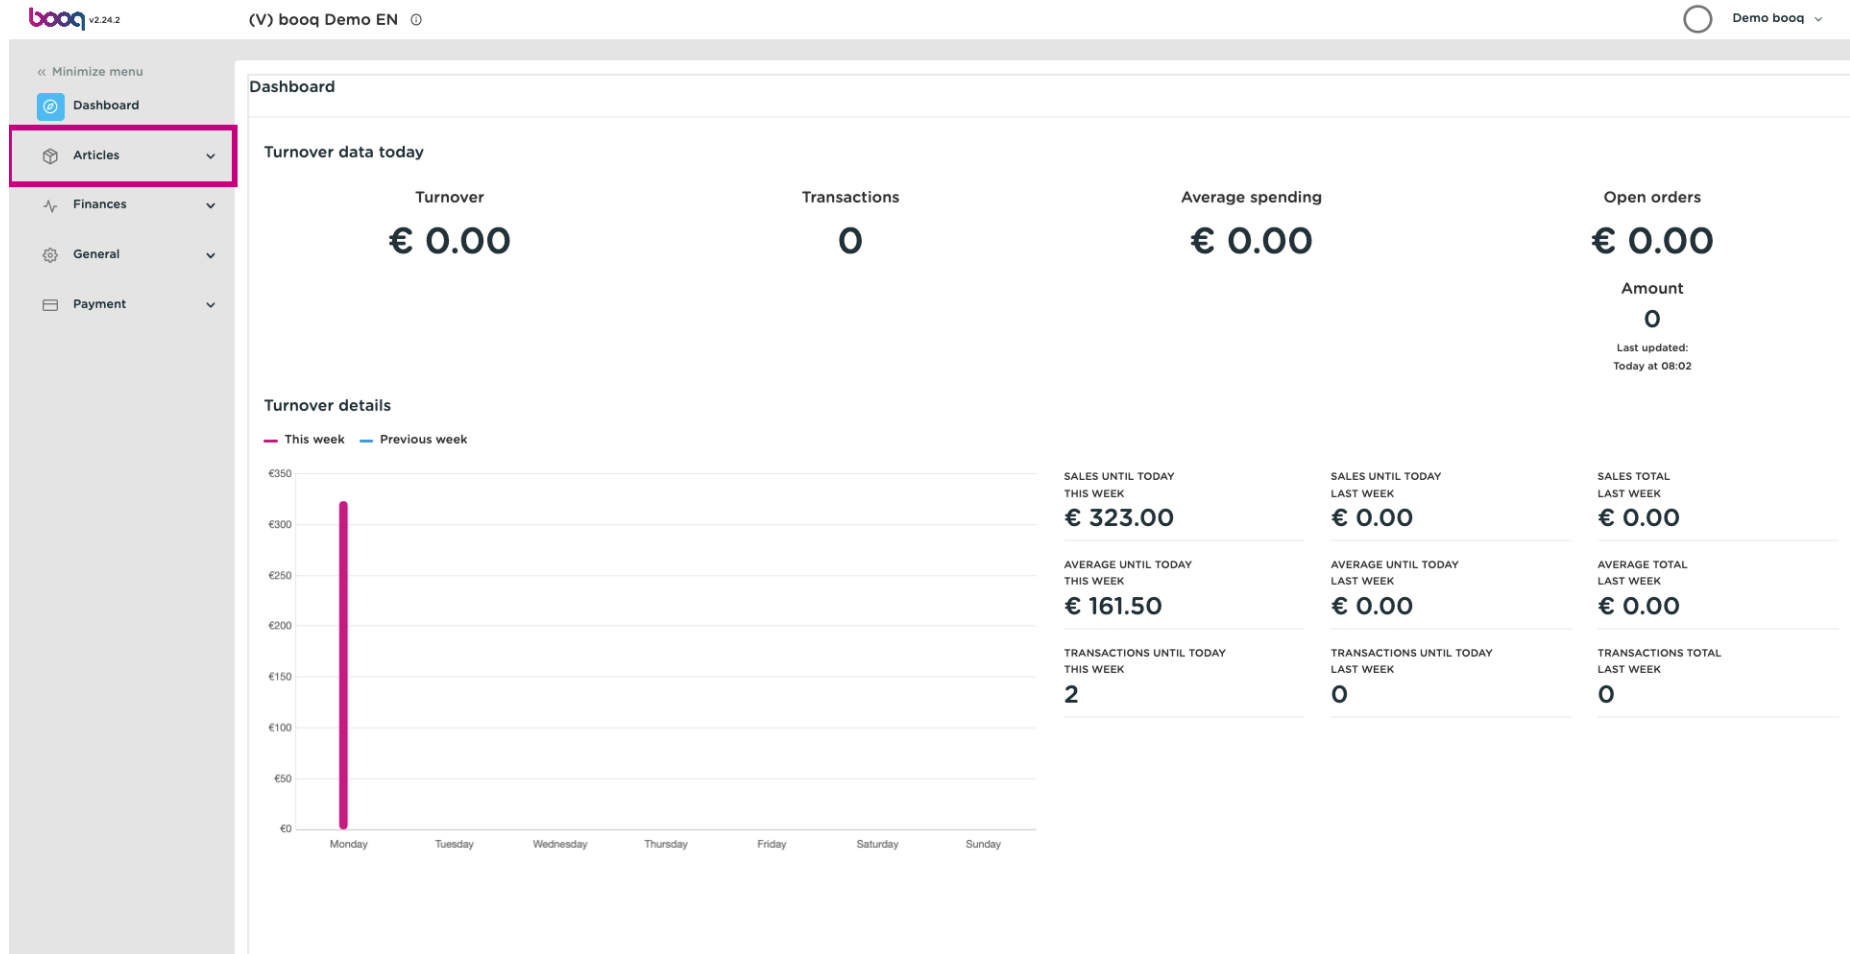 booq v2.24.2
(V) booq Demo EN
Demo booq
« Minimize menu
Dashboard
Articles
Finances
General
Payment
Dashboard
Turnover data today
Turnover
€ 0.00
Transactions
0
Average spending
€ 0.00
Open orders
€ 0.00
Amount
0
Last updated:
Today at 08:02
Turnover details
This week
Previous week
€350
€300
€250
€200
€150
€100
€50
€0
Monday
Tuesday
Wednesday
Thursday
Friday
Saturday
Sunday
SALES UNTIL TODAY
THIS WEEK
€ 323.00
SALES UNTIL TODAY
LAST WEEK
€ 0.00
SALES TOTAL
LAST WEEK
€ 0.00
AVERAGE UNTIL TODAY
THIS WEEK
€ 161.50
AVERAGE UNTIL TODAY
LAST WEEK
€ 0.00
AVERAGE TOTAL
LAST WEEK
€ 0.00
TRANSACTIONS UNTIL TODAY
THIS WEEK
2
TRANSACTIONS UNTIL TODAY
LAST WEEK
0
TRANSACTIONS TOTAL
LAST WEEK
0